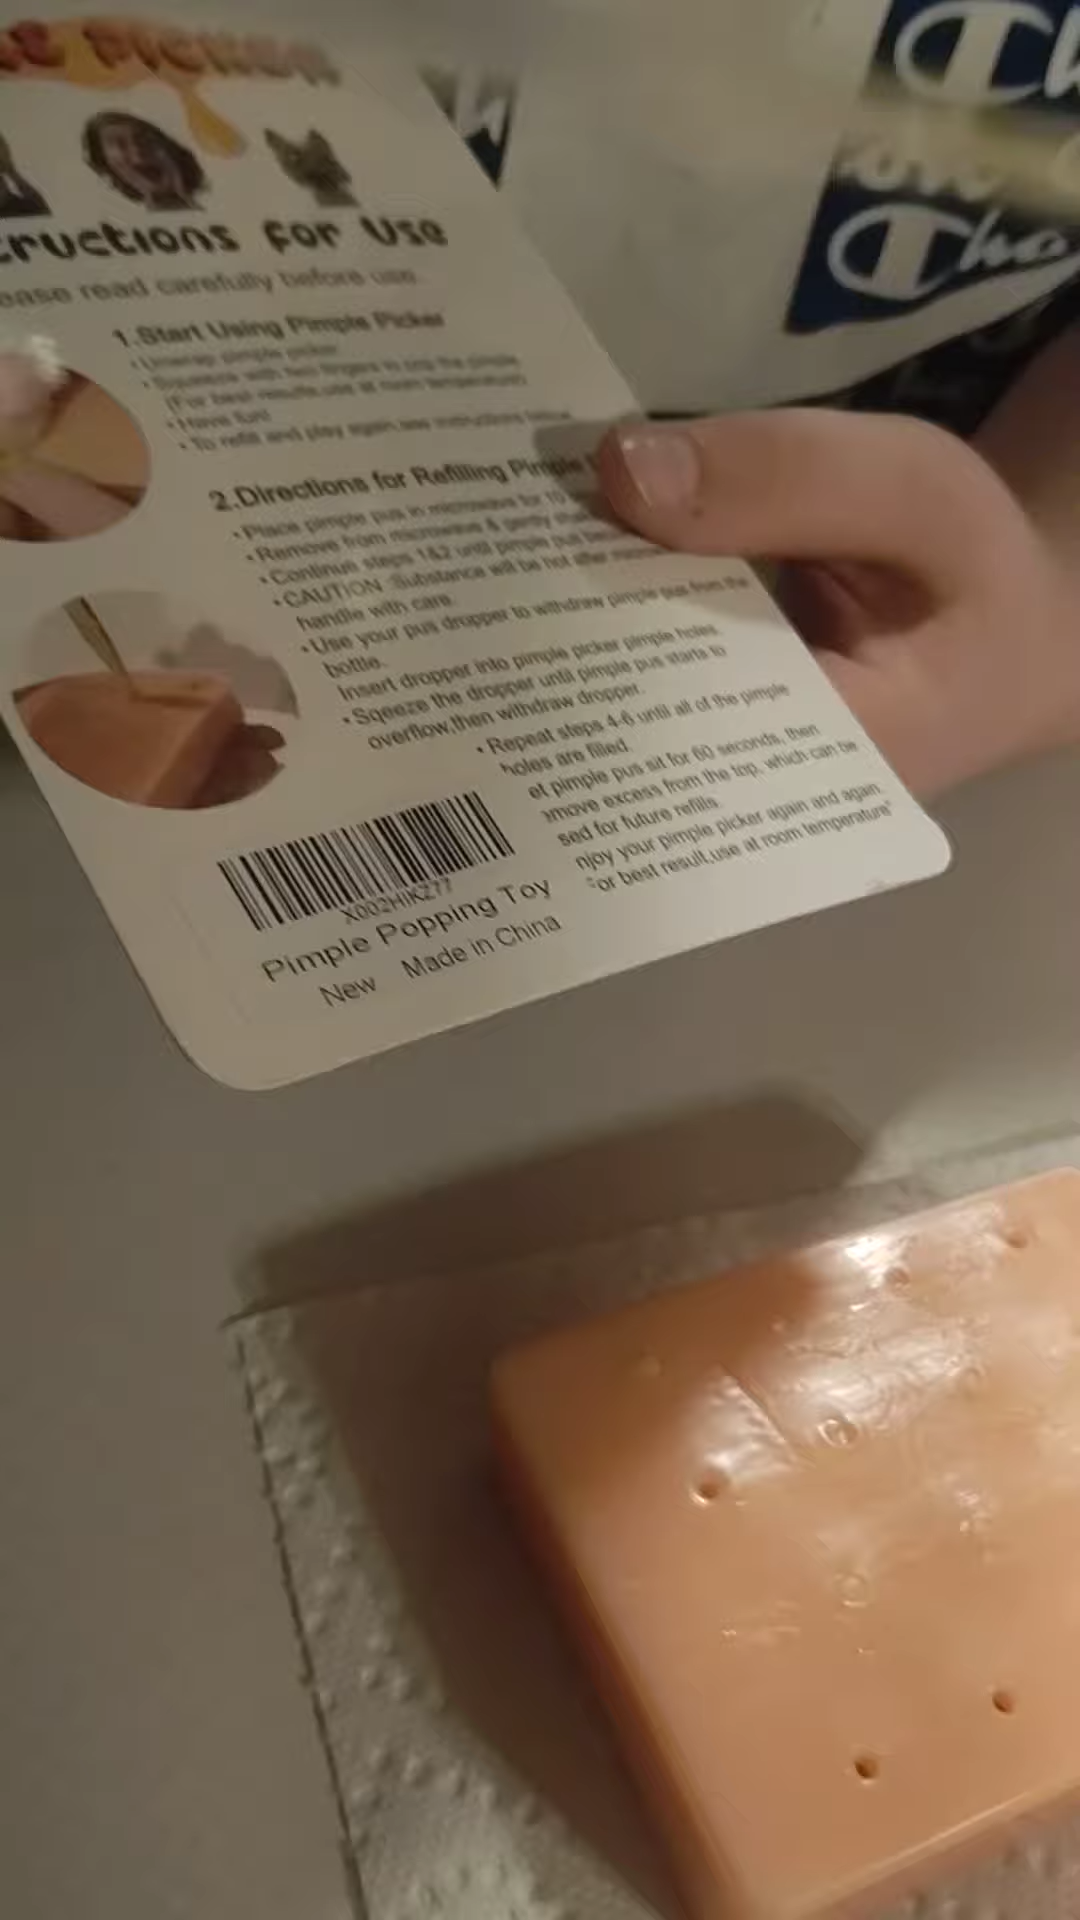 Cho
ructions for Use
ease read carefully before use.
1.Start Using Pimple Picker
• Unwrap pimple picker
• Squeeze with two fingers to pop the pimple
(For best results,use at room temperature)
• Have fun!
• To refill and play again,see instructions below
2.Directions for Refilling Pimple
• Place pimple pus in microwave for 10
• Remove from microwave & gently
• Continue steps 1&2 until pimple
• CAUTION :Substance will be hot after
handle with care.
• Use your pus dropper to withdraw pimple pus from the
bottle.
Insert dropper into pimple picker pimple holes.
• Sqeeze the dropper until pimple pus starts to
overflow,then withdraw dropper.
• Repeat steps 4-6 until all of the pimple
holes are filled.
et pimple pus sit for 60 seconds, then
move excess from the top, which can be
sed for future refills.
njoy your pimple picker again and again.
or best result,use at room temperature"
X002HIKZ77
Pimple Popping Toy
New Made in China